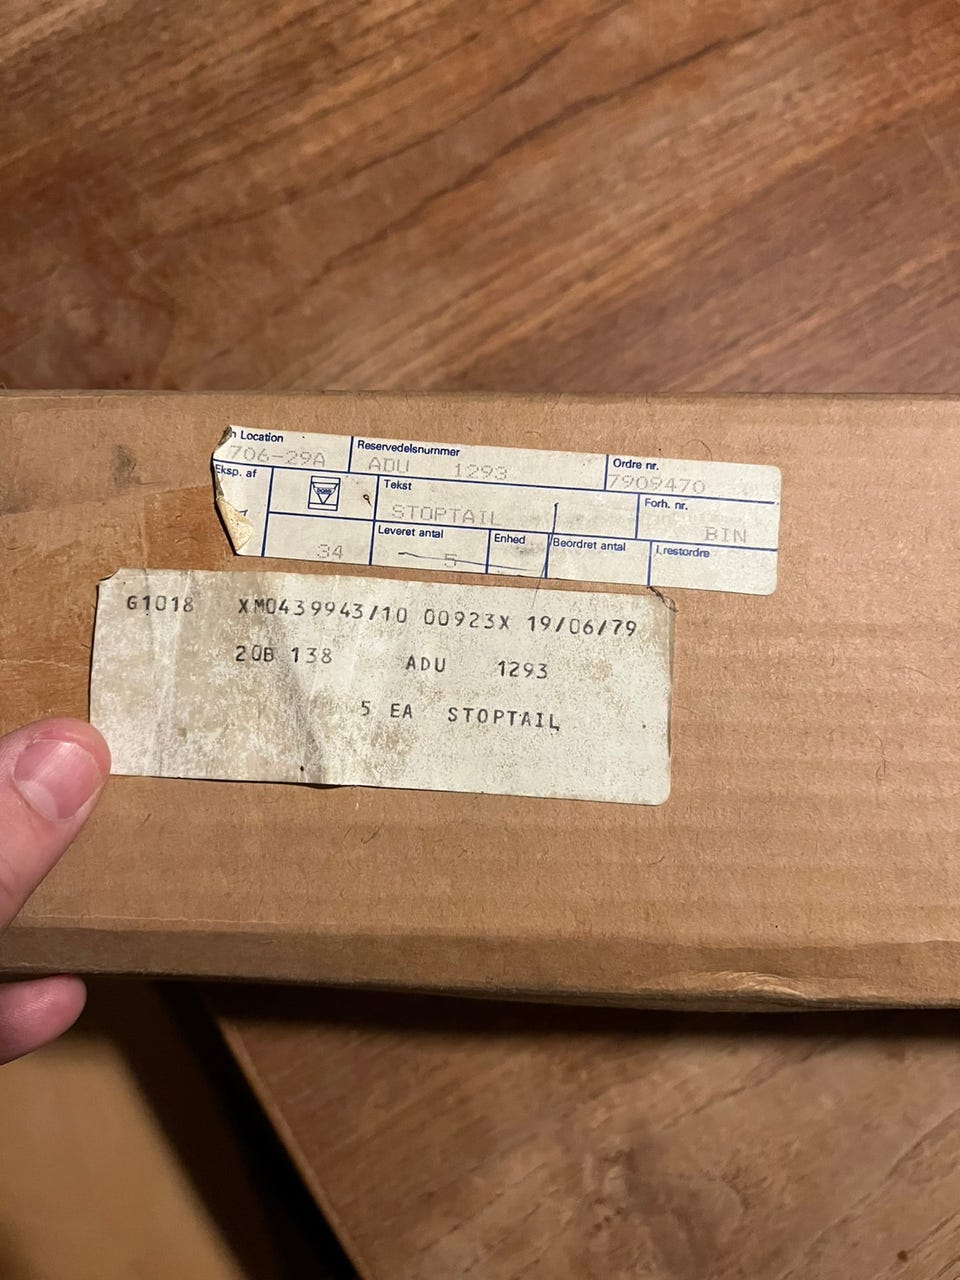 n Location
Reservedelsnummer
Ordre nr.
706-29A
ADU 1293
7909470
Eksp. af
Tekst
Forh. nr.
STOPTAIL
BIN
Leveret antal
Enhed
Beordret antal
I restordre
34
5
G1018 XM0439943/10 00923X 19/06/79
20B 138 ADU 1293
5 EA STOPTAIL